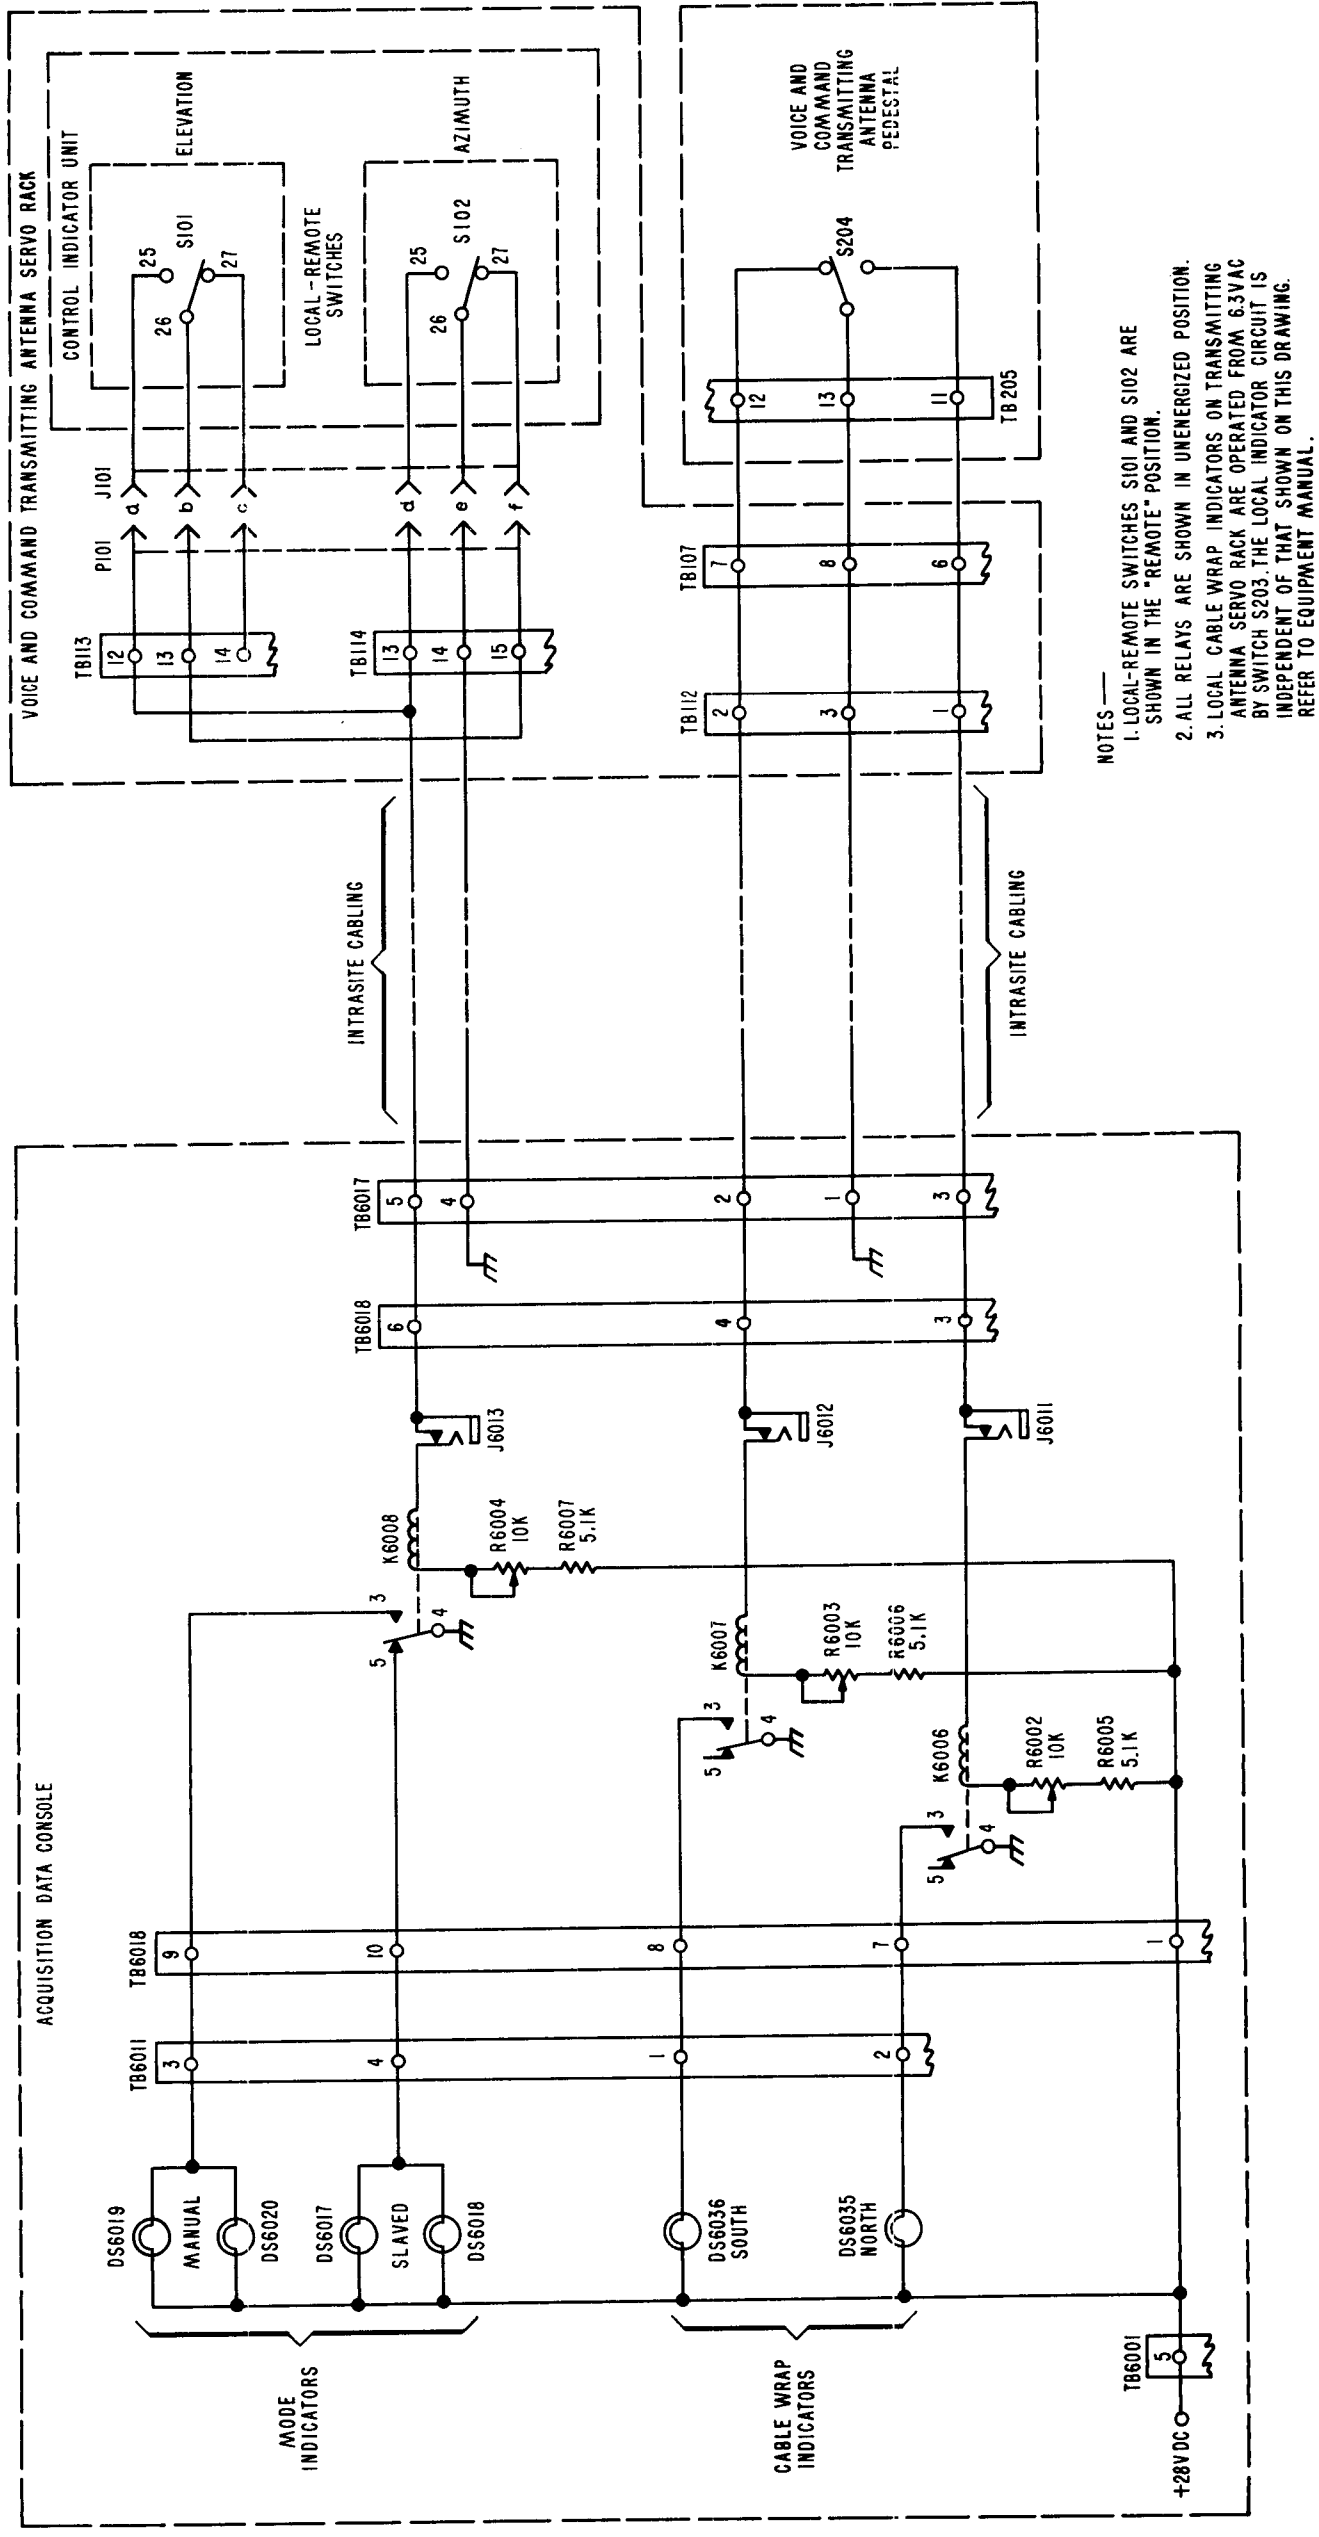 ACQUISITION DATA CONSOLE
MODE
INDICATORS
DS6019
MANUAL
DS6020
DS6017
SLAVED
DS6018
CABLE WRAP
INDICATORS
DS6036
SOUTH
DS6035
NORTH
+28V DC
TB6001
5
TB6011
3
4
1
2
TB6018
9
10
8
7
1
3
5
4
K6008
R6004
10K
R6007
5.1K
3
5
4
K6007
R6003
10K
R6006
5.1K
3
5
4
K6006
R6002
10K
R6005
5.1K
J6013
J6012
J6011
TB6018
6
4
3
TB6017
5
4
2
1
3
INTRASITE CABLING
INTRASITE CABLING
VOICE AND COMMAND TRANSMITTING ANTENNA SERVO RACK
CONTROL INDICATOR UNIT
TB113
12
13
14
TB114
13
14
15
P101
J101
a
b
c
d
e
f
25
26
27
S101
ELEVATION
LOCAL-REMOTE
SWITCHES
25
26
27
S102
AZIMUTH
TB112
2
3
1
TB107
7
8
6
TB205
12
13
11
S204
VOICE AND
COMMAND
TRANSMITTING
ANTENNA
PEDESTAL
NOTES—
1. LOCAL-REMOTE SWITCHES S101 AND S102 ARE
SHOWN IN THE "REMOTE" POSITION.
2. ALL RELAYS ARE SHOWN IN UNENERGIZED POSITION.
3. LOCAL CABLE WRAP INDICATORS ON TRANSMITTING
ANTENNA SERVO RACK ARE OPERATED FROM 6.3VAC
BY SWITCH S203. THE LOCAL INDICATOR CIRCUIT IS
INDEPENDENT OF THAT SHOWN ON THIS DRAWING.
REFER TO EQUIPMENT MANUAL.